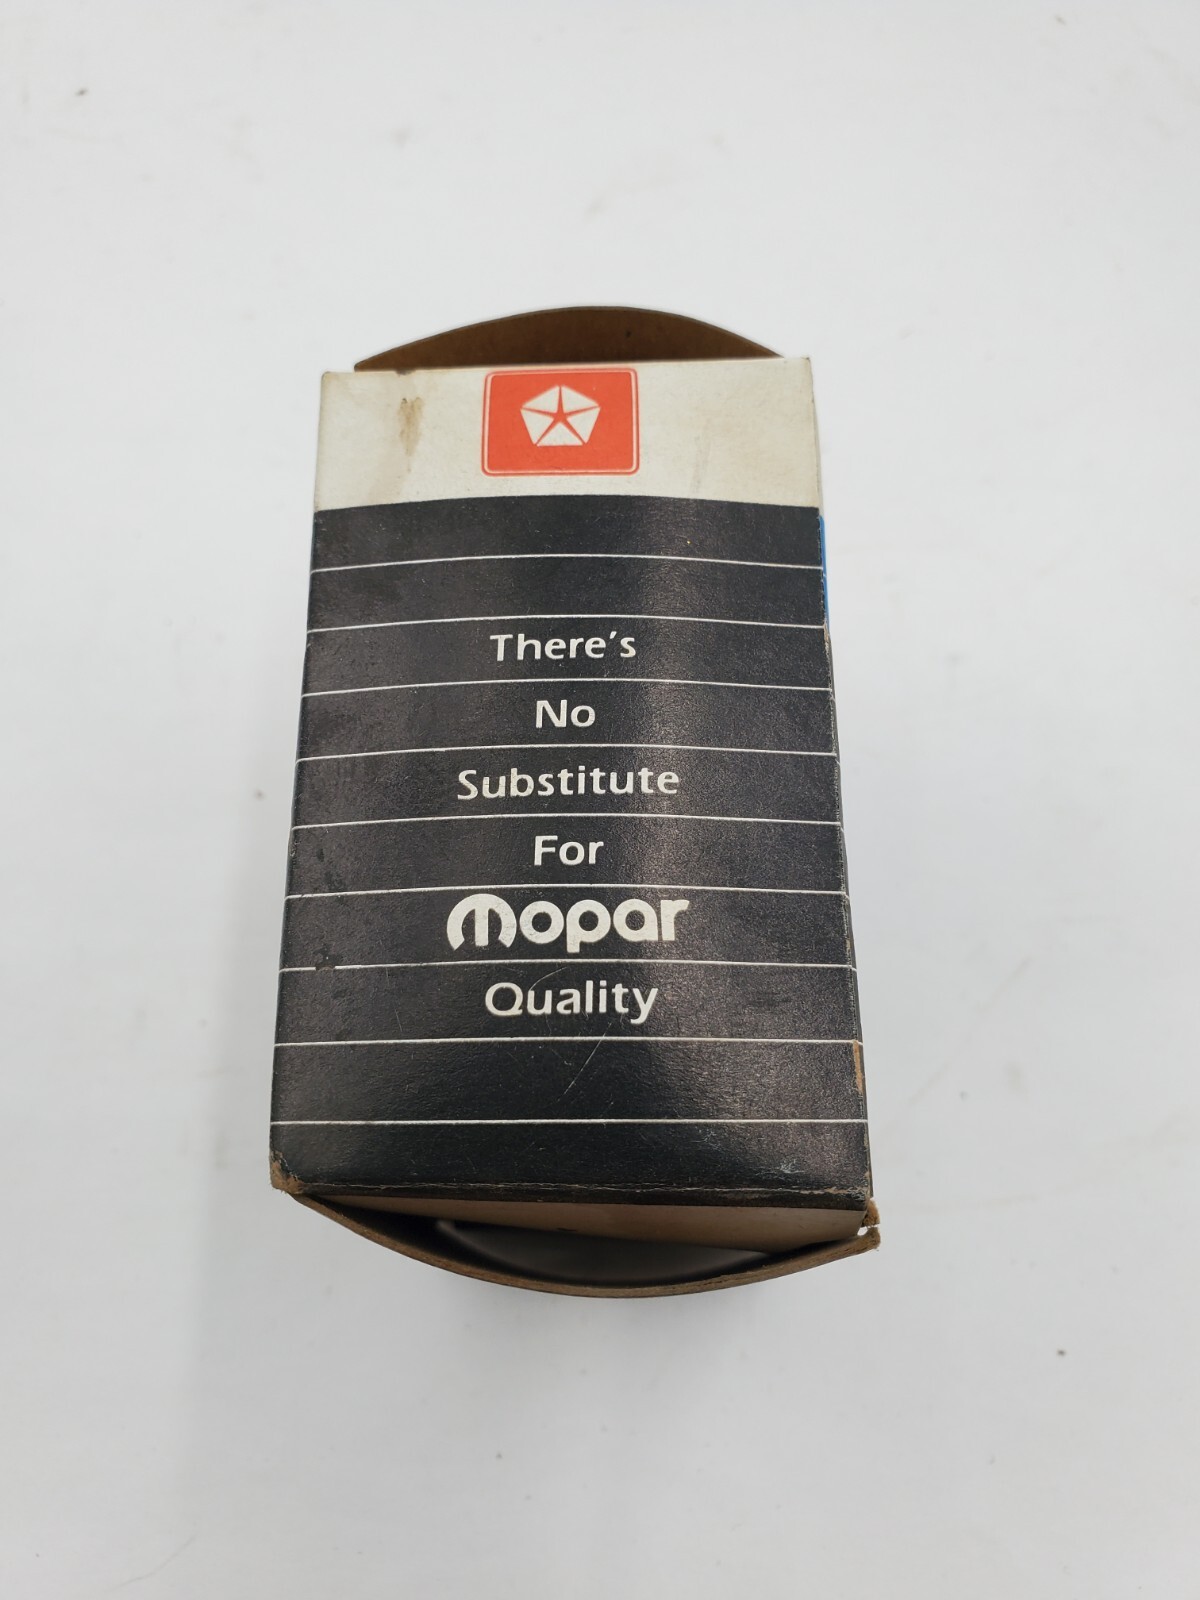 There's
No
Substitute
For
mopar
Quality